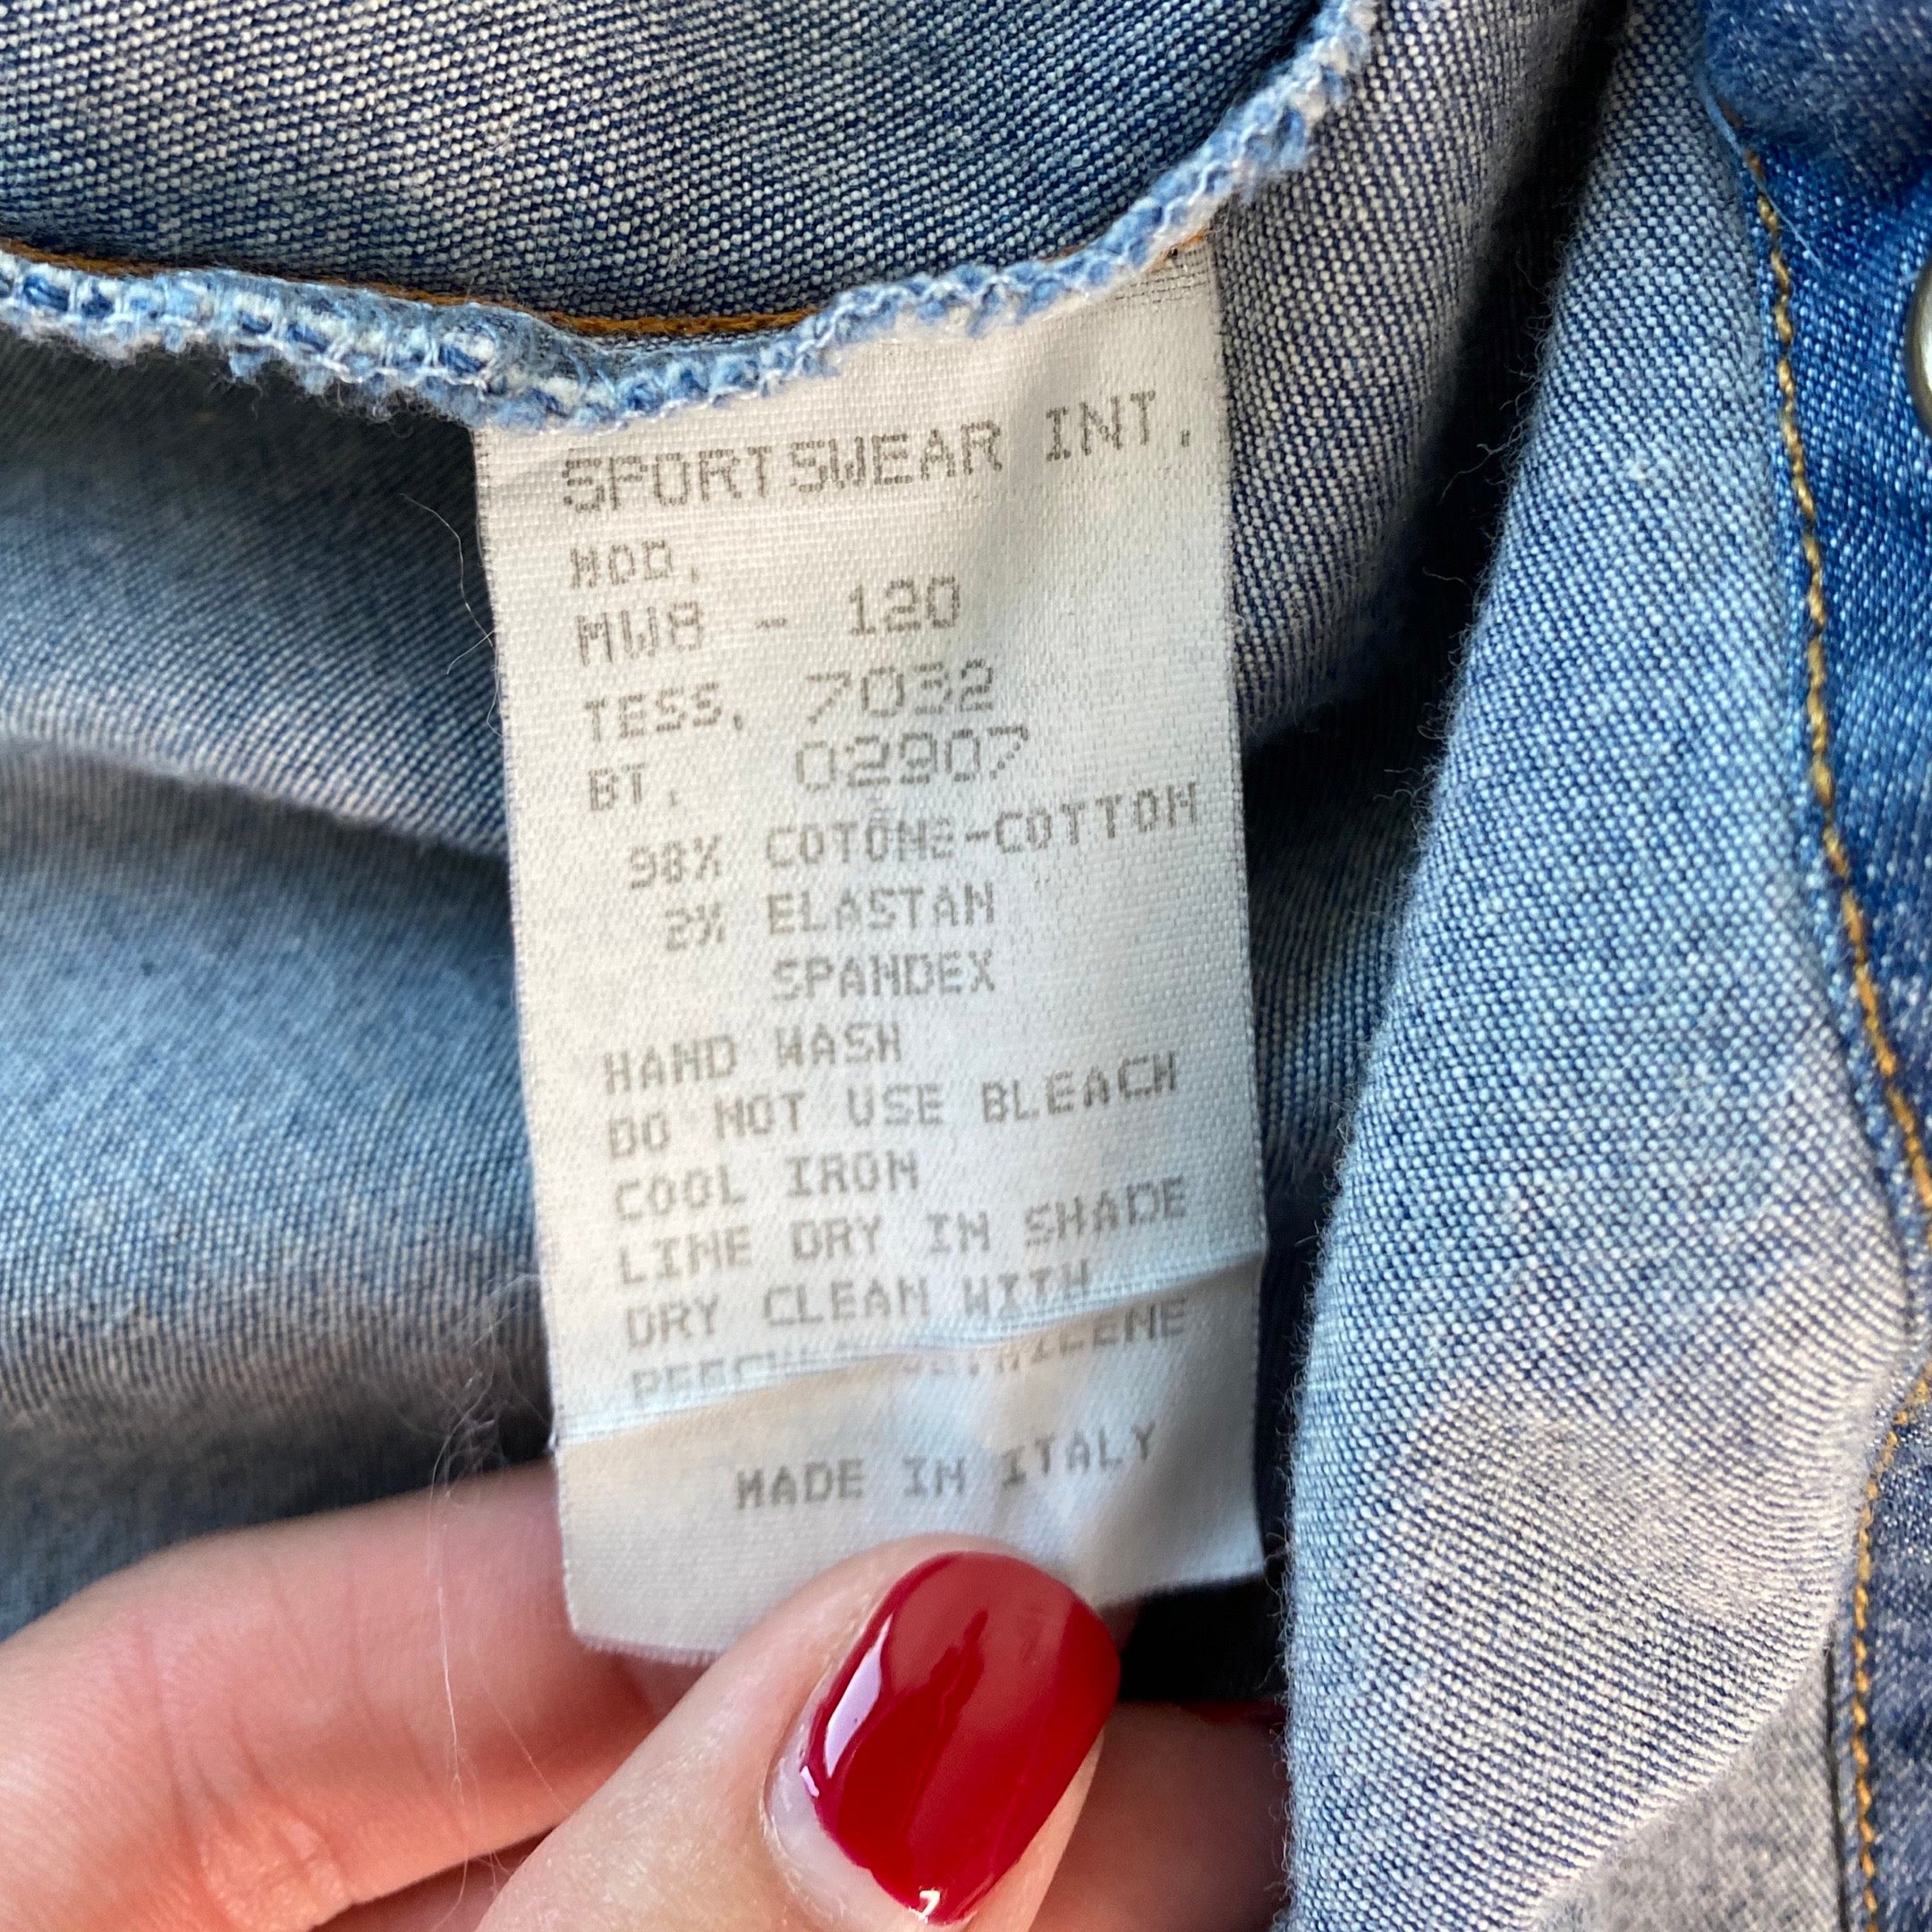 SPORTSWEAR INT.
MOD.
MW8 - 120
TESS. 7032
BT. 02907
98% COTONE-COTTON
2% ELASTAN
SPANDEX
HAND WASH
DO NOT USE BLEACH
COOL IRON
LINE DRY IN SHADE
DRY CLEAN WITH
MADE IN ITALY